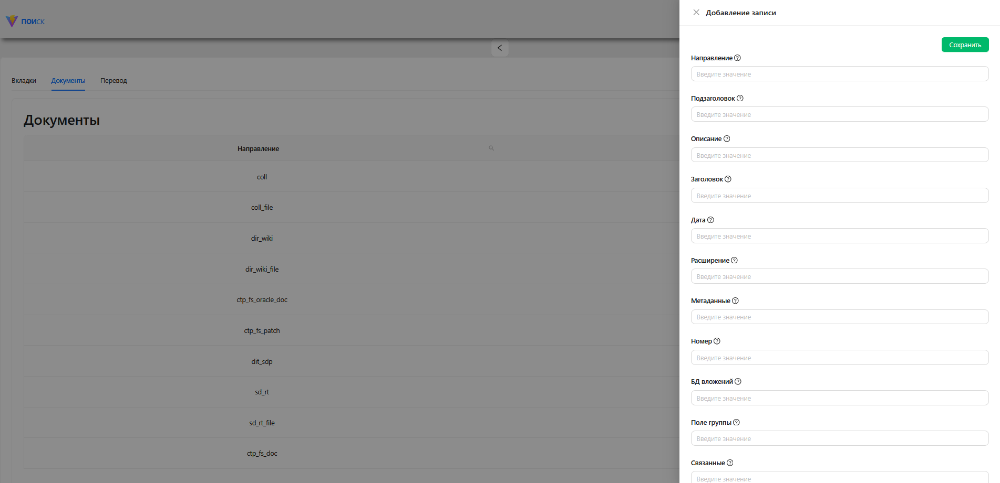 ПОИСК
Вкладки
Документы
Перевод
Документы
Направление
coll
coll_file
dir_wiki
dir_wiki_file
ctp_fs_oracle_doc
ctp_fs_patch
dit_sdp
sd_rt
sd_rt_file
ctp_fs_doc
Добавление записи
Сохранить
Направление
Введите значение
Подзаголовок
Введите значение
Описание
Введите значение
Заголовок
Введите значение
Дата
Введите значение
Расширение
Введите значение
Метаданные
Введите значение
Номер
Введите значение
БД вложений
Введите значение
Поле группы
Введите значение
Связанные
Введите значение